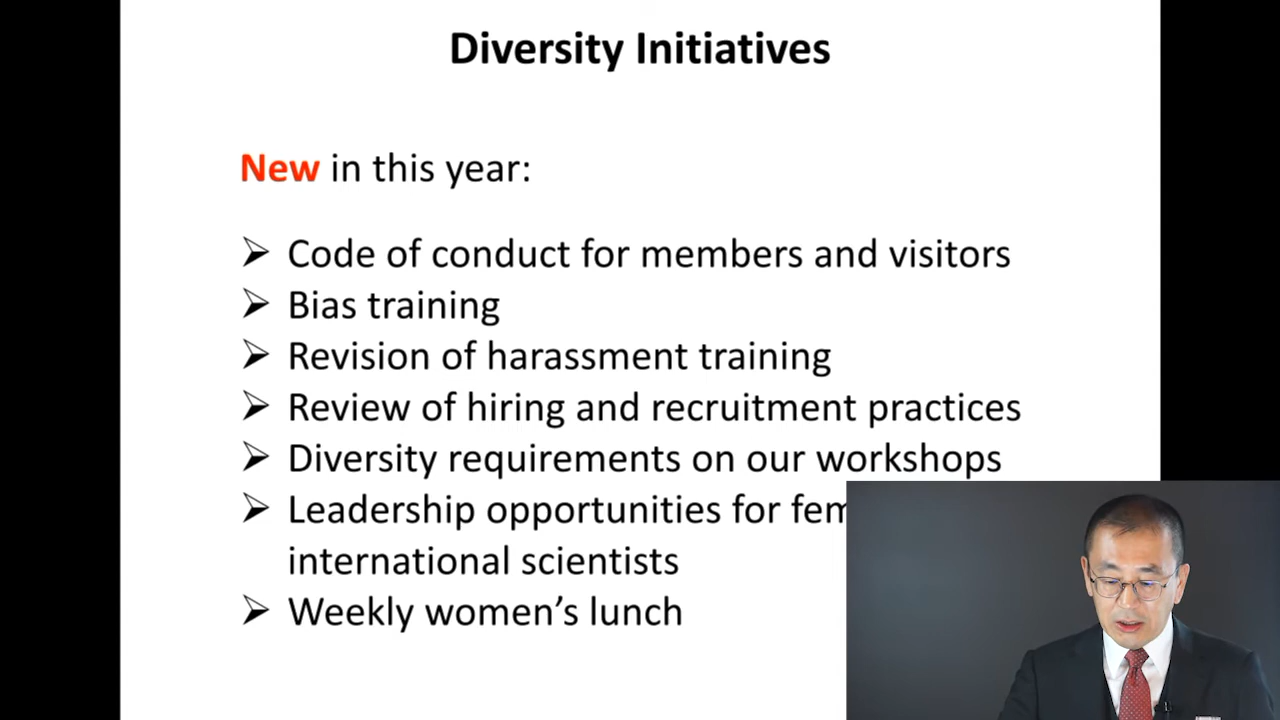 Diversity Initiatives
New in this year:
Code of conduct for members and visitors
Bias training
Revision of harassment training
Review of hiring and recruitment practices
Diversity requirements on our workshops
Leadership opportunities for
international scientists
Weekly women’s lunch